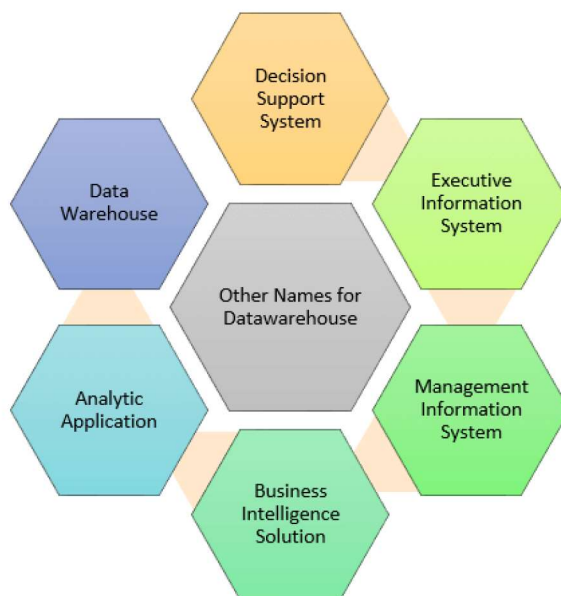 Decision
Support
System
Executive
Information
System
Management
Information
System
Business
Intelligence
Solution
Analytic
Application
Data
Warehouse
Other Names for
Datawarehouse